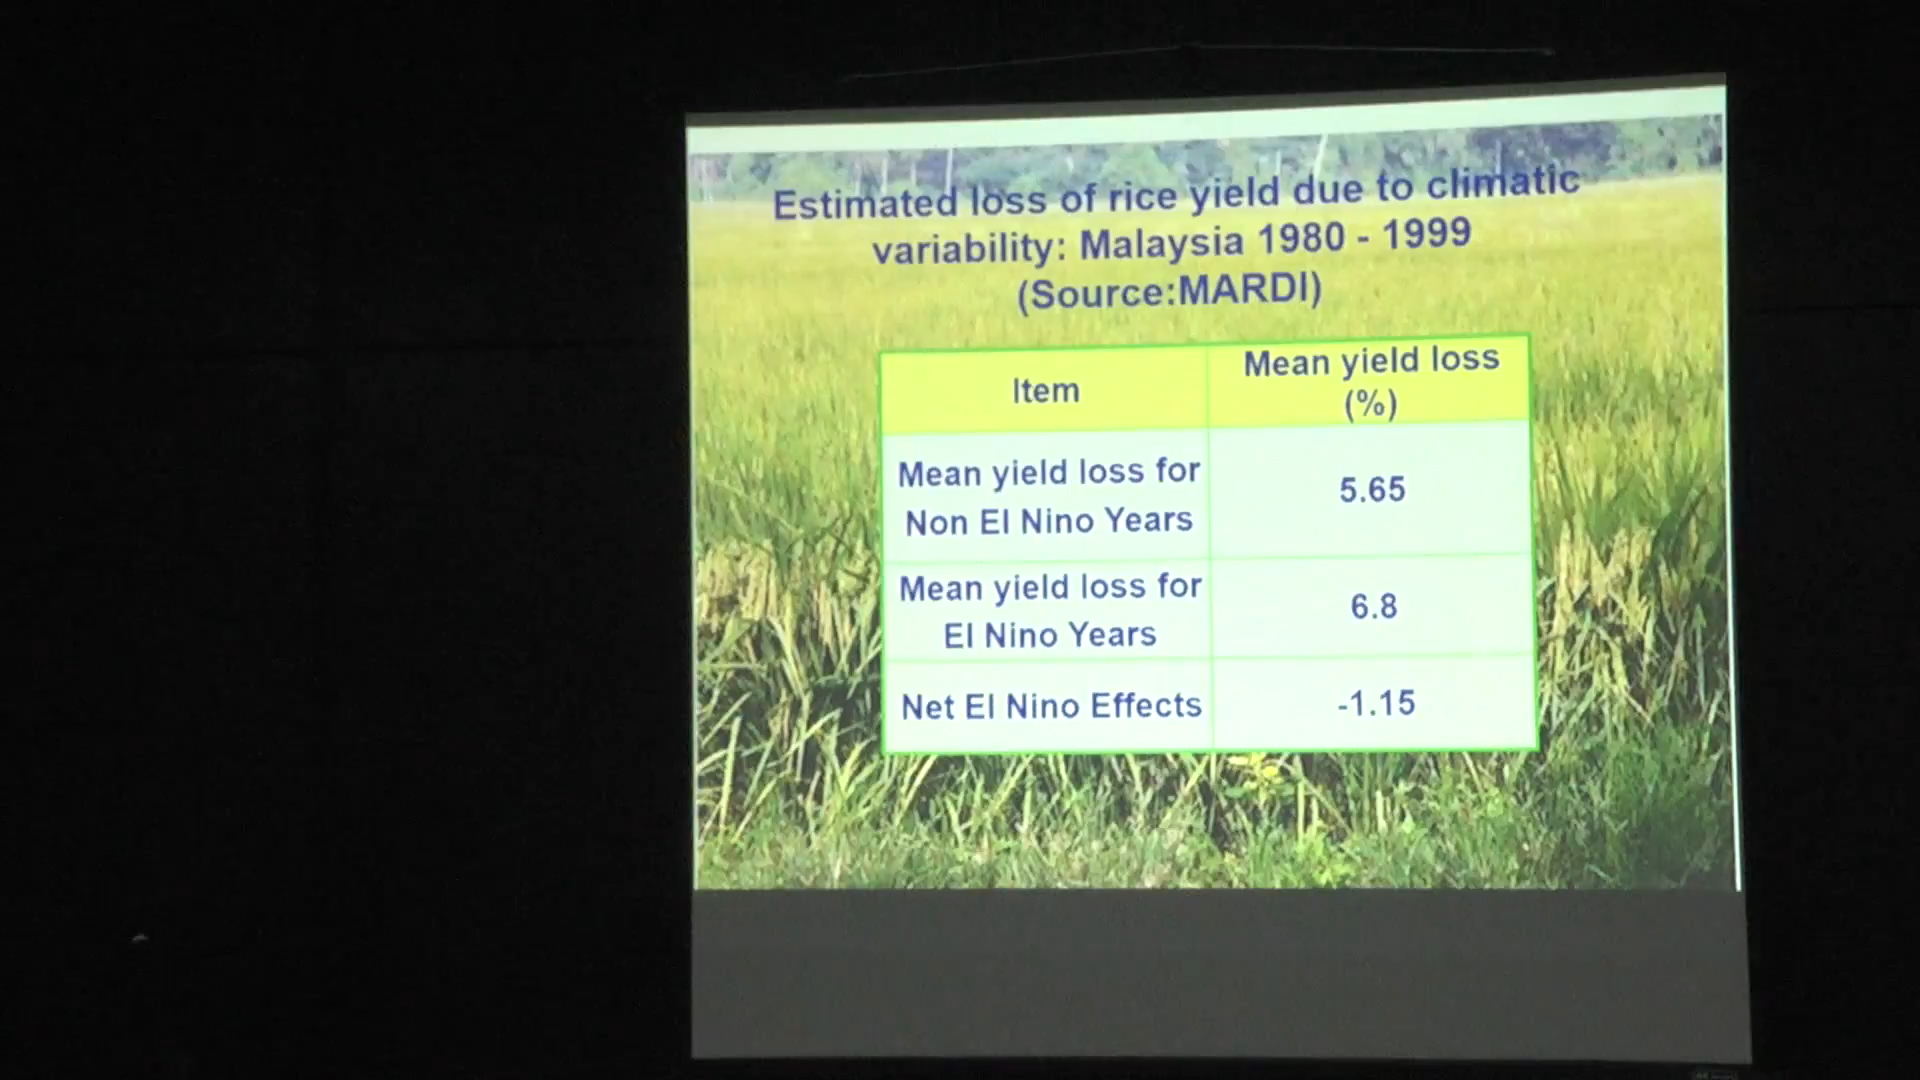 Estimated loss of rice yield due to climatic
variability: Malaysia 1980 - 1999
(Source:MARDI)
Item
Mean yield loss
(%)
Mean yield loss for
Non El Nino Years
5.65
Mean yield loss for
El Nino Years
6.8
Net El Nino Effects
-1.15